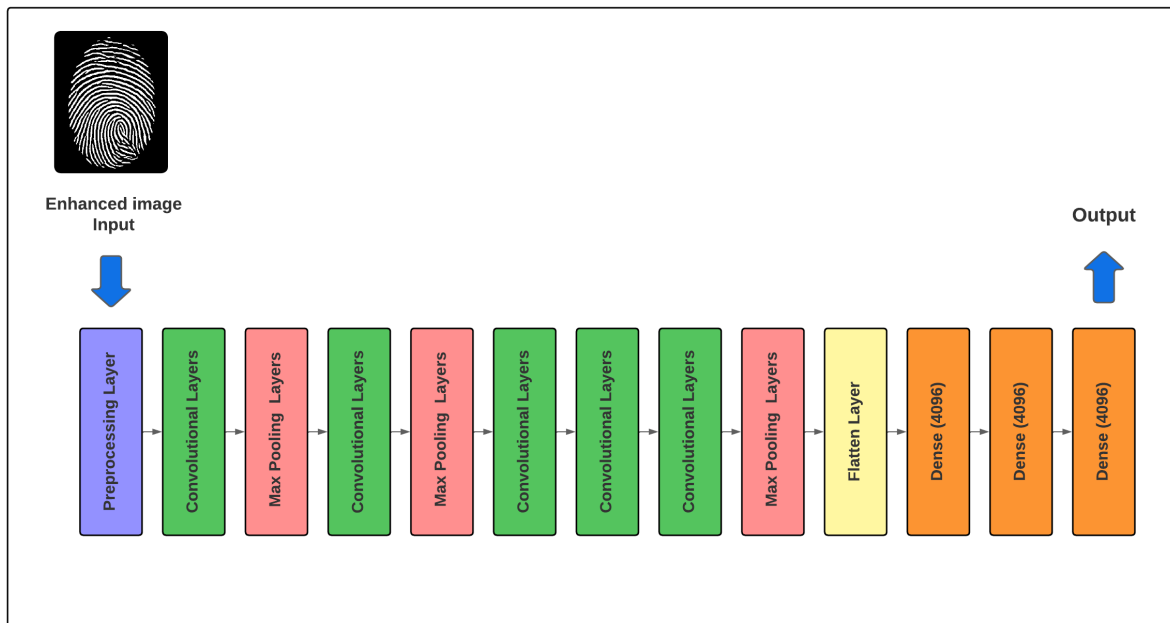 Enhanced image
Input
Output
Preprocessing Layer
Convolutional Layers
Max Pooling  Layers
Convolutional Layers
Max Pooling  Layers
Convolutional Layers
Convolutional Layers
Convolutional Layers
Max Pooling  Layers
Flatten Layer
Dense (4096)
Dense (4096)
Dense (4096)